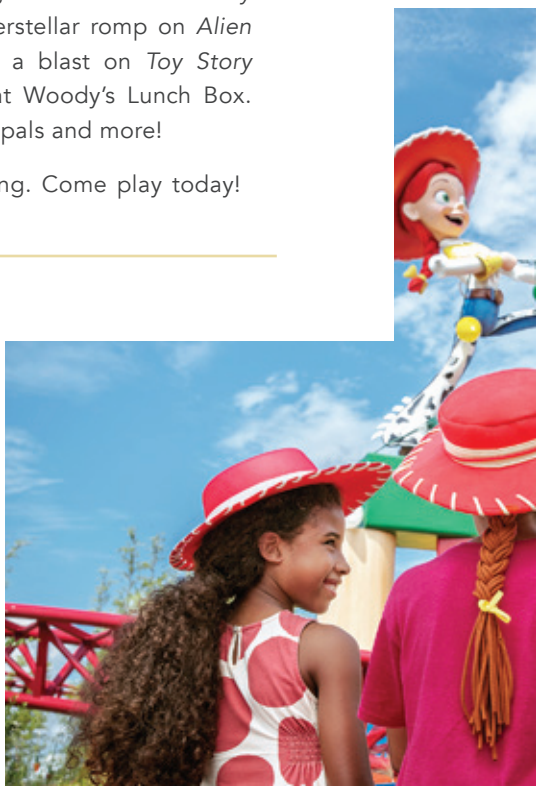 erstellar romp on Alien
a blast on Toy Story
at Woody's Lunch Box.
pals and more!
ng. Come play today!